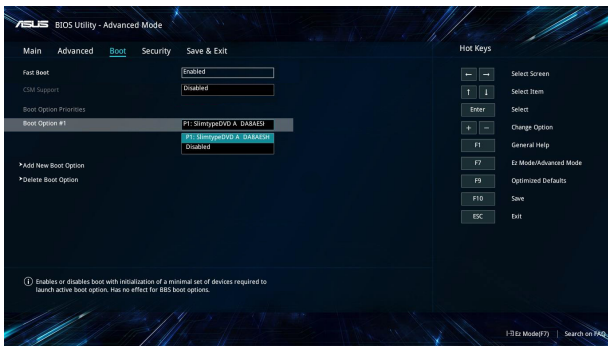 ASUS BIOS Utility - Advanced Mode
Main Advanced Boot Security Save & Exit
Hot Keys
Fast Boot Enabled
CSM Support Disabled
Boot Option Priorities
Boot Option #1 P1: SlimtypeDVD A DA8AESH
P1: SlimtypeDVD A DA8AESH
Disabled
>Add New Boot Option
>Delete Boot Option
← → Select Screen
↑ ↓ Select Item
Enter Select
+ − Change Option
F1 General Help
F7 Ez Mode/Advanced Mode
F9 Optimized Defaults
F10 Save
ESC Exit
Enables or disables boot with initialization of a minimal set of devices required to
launch active boot option. Has no effect for BBS boot options.
Ez Mode(F7) | Search on FAQ